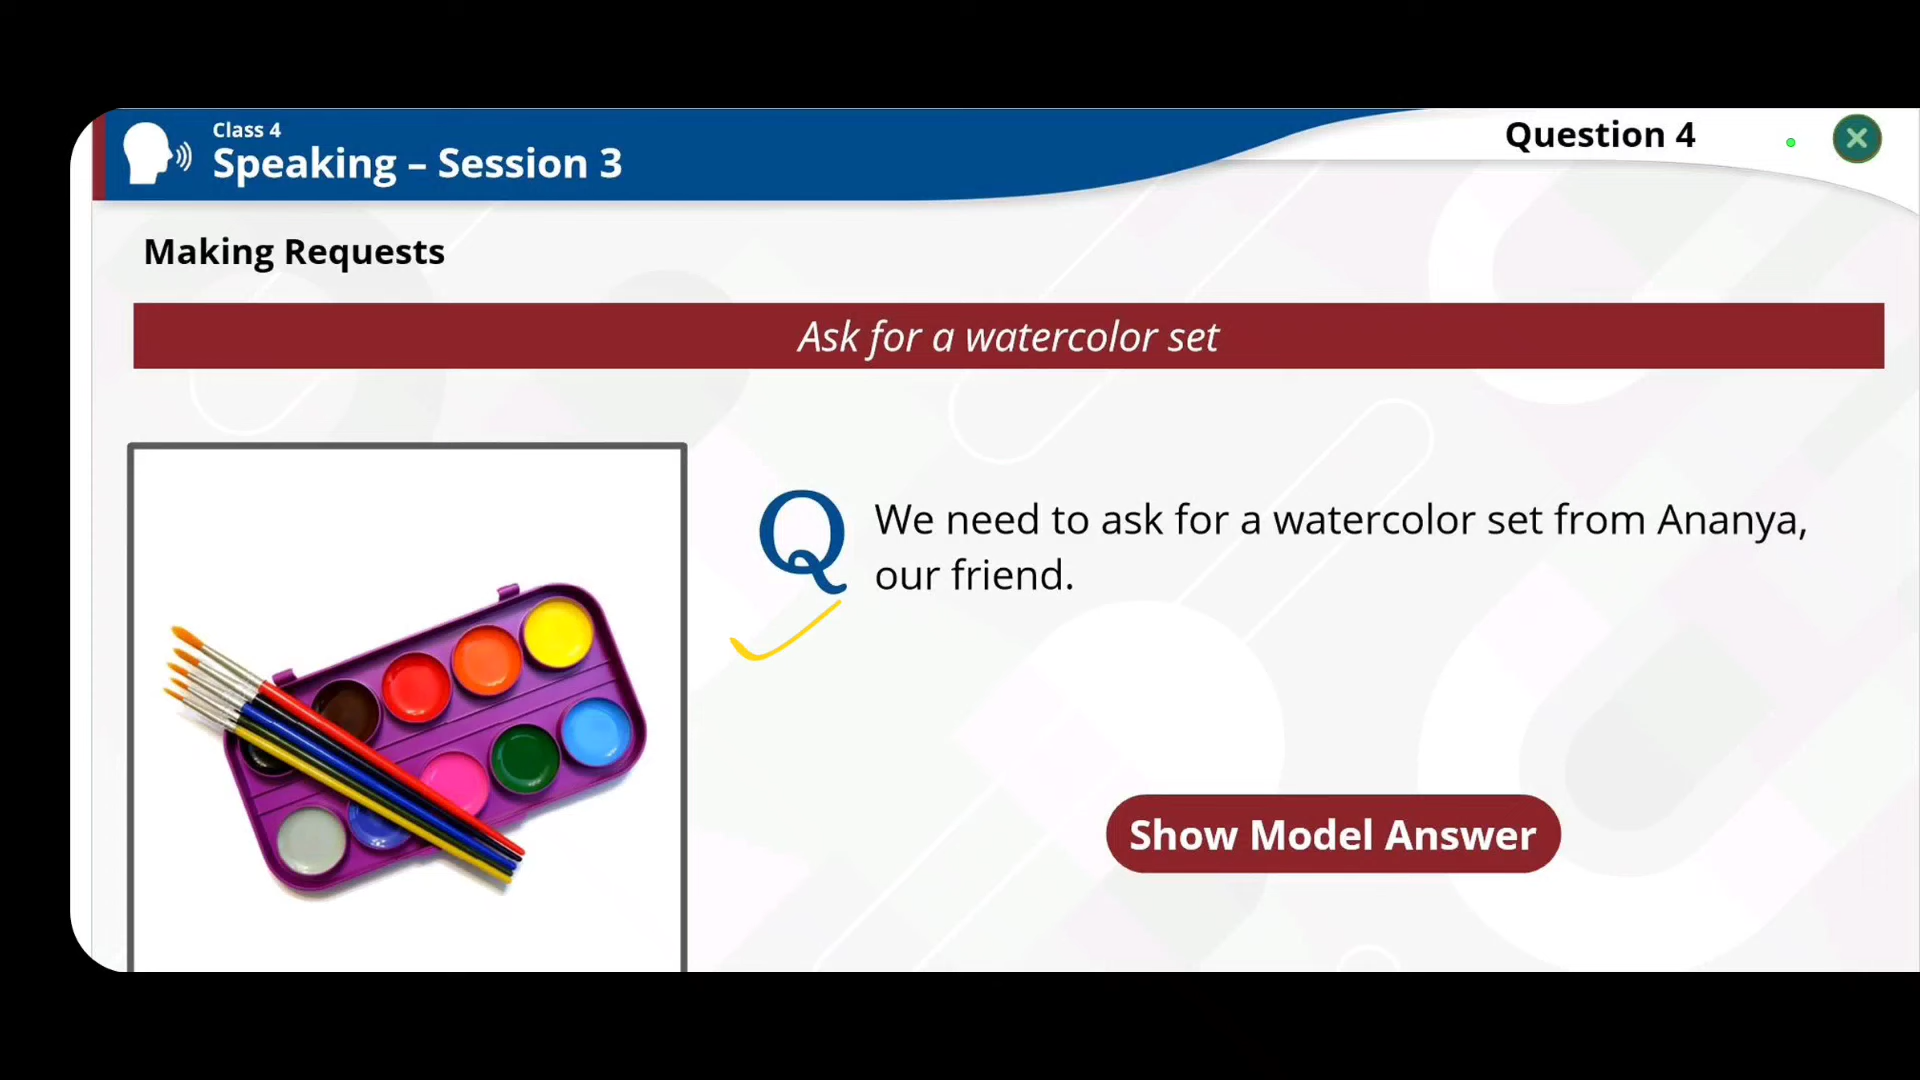 Class 4
Speaking – Session 3
Question 4
Making Requests
Ask for a watercolor set
Q We need to ask for a watercolor set from Ananya,
our friend.
Show Model Answer